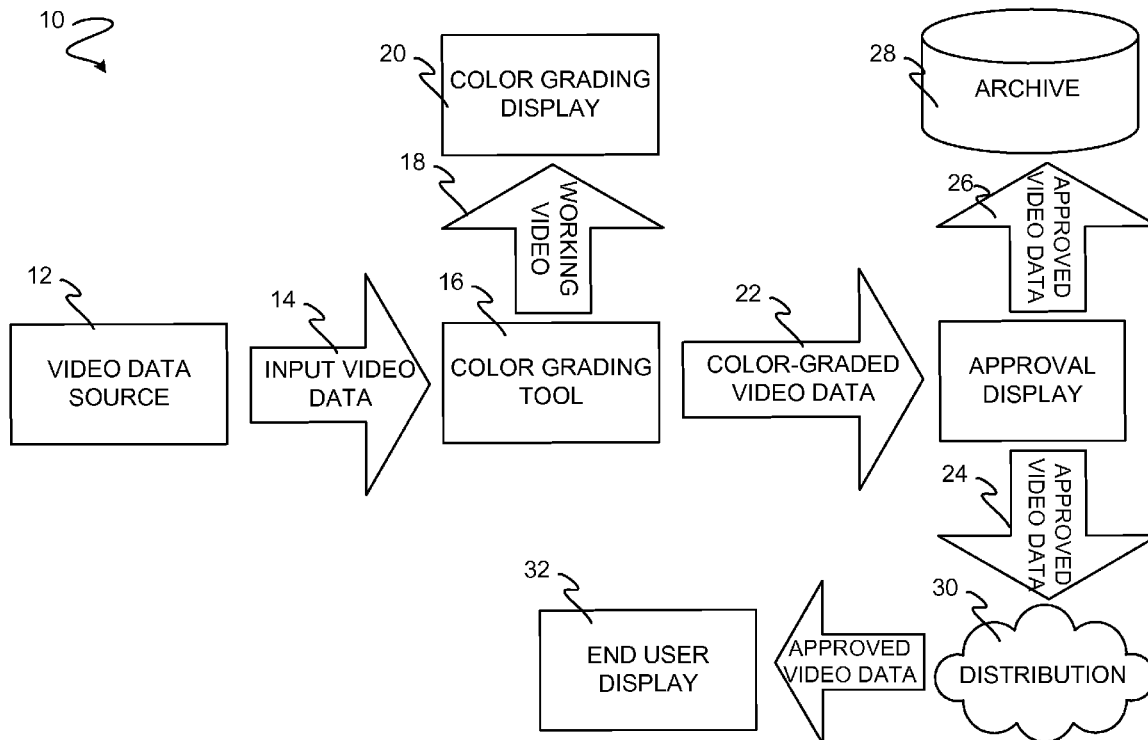 10
20
COLOR GRADING
DISPLAY
28
ARCHIVE
18
WORKING
VIDEO
26
APPROVED
VIDEO DATA
12
VIDEO DATA
SOURCE
14
INPUT VIDEO
DATA
16
COLOR GRADING
TOOL
22
COLOR-GRADED
VIDEO DATA
APPROVAL
DISPLAY
24
APPROVED
VIDEO DATA
32
END USER
DISPLAY
APPROVED
VIDEO DATA
30
DISTRIBUTION